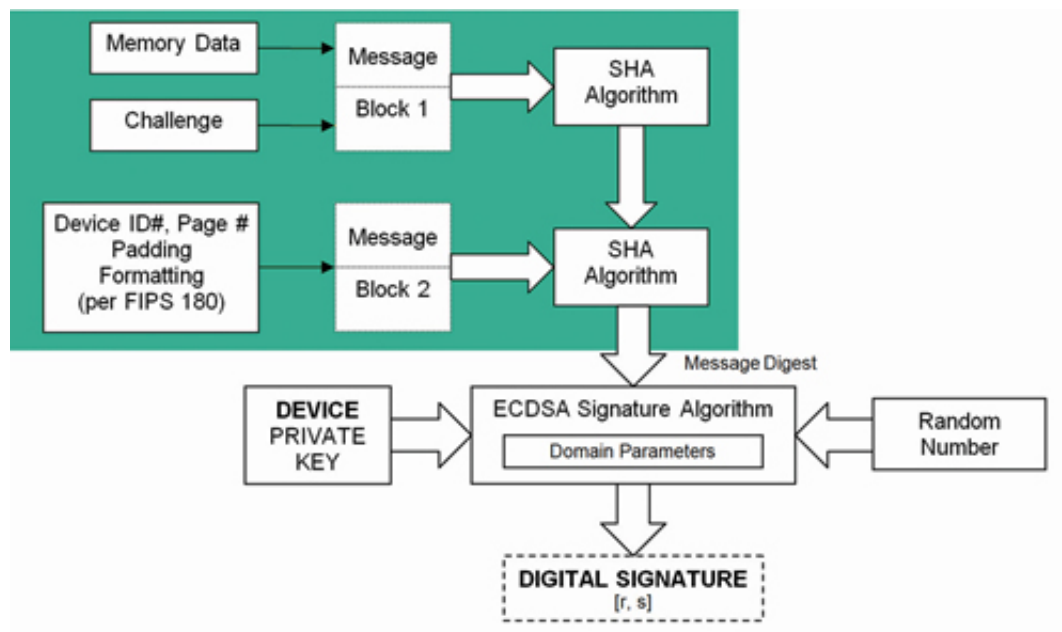 Memory Data
Message
SHA
Algorithm
Challenge
Block 1
Device ID#, Page #
Padding
Formatting
(per FIPS 180)
Message
Block 2
SHA
Algorithm
Message Digest
DEVICE
PRIVATE
KEY
ECDSA Signature Algorithm
Domain Parameters
Random
Number
DIGITAL SIGNATURE
[r, s]